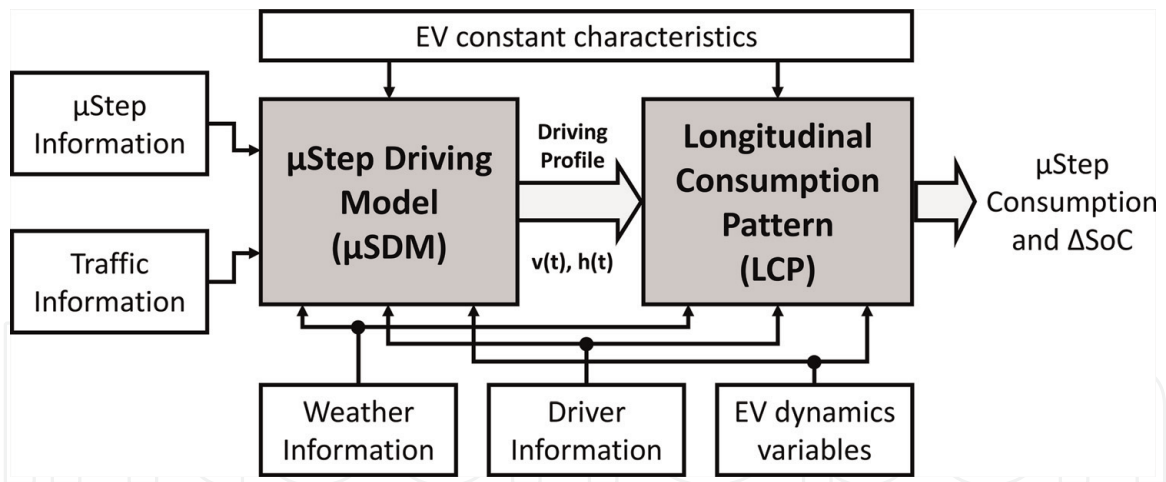 EV constant characteristics
µStep
Information
Traffic
Information
µStep Driving
Model
(µSDM)
Driving
Profile
v(t), h(t)
Longitudinal
Consumption
Pattern
(LCP)
µStep
Consumption
and ΔSoC
Weather
Information
Driver
Information
EV dynamics
variables